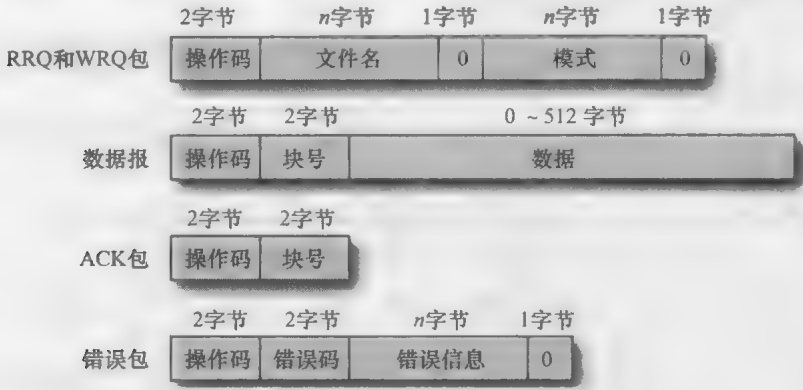 2字节 n字节 1字节 n字节 1字节
RRQ和WRQ包 操作码 文件名 0 模式 0
2字节 2字节 0 ~ 512 字节
数据报 操作码 块号 数据
2字节 2字节
ACK包 操作码 块号
2字节 2字节 n字节 1字节
错误包 操作码 错误码 错误信息 0